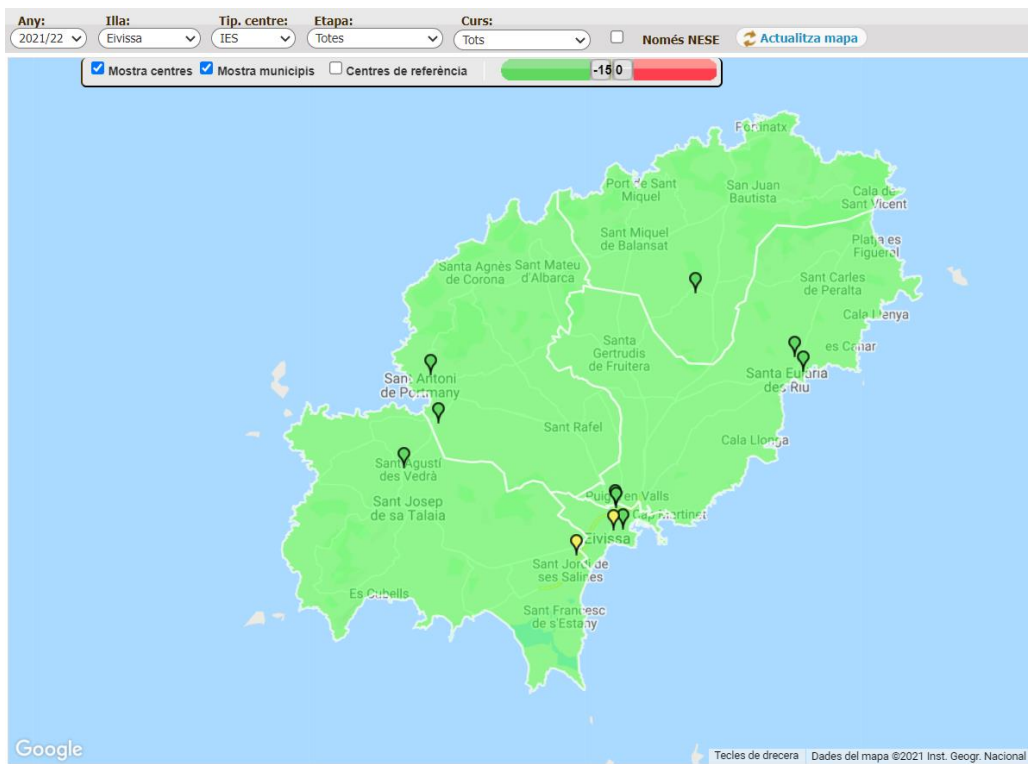 Any: Illa: Tip. centre: Etapa: Curs:
2021/22 Eivissa IES Totes Tots Només NESE Actualitza mapa
Mostra centres Mostra municipis Centres de referència -15 0
Portinatx
Port de Sant
Miquel
San Juan
Bautista
Cala de
Sant Vicent
Sant Miquel
de Balansat
Platja es
Figueral
Santa Agnès
de Corona
Sant Mateu
d'Albarca
Sant Carles
de Peralta
Cala Llenya
Santa
Gertrudis
de Fruitera
es Canar
Sant Antoni
de Portmany
Santa Eulària
des Riu
Sant Rafel
Cala Llonga
Sant Agustí
des Vedrà
Puig en Valls
Sant Josep
de sa Talaia
Cap Martinet
Eivissa
Sant Jordi de
ses Salines
Es Cubells
Sant Francesc
de s'Estany
Google
Tecles de drecera Dades del mapa ©2021 Inst. Geogr. Nacional